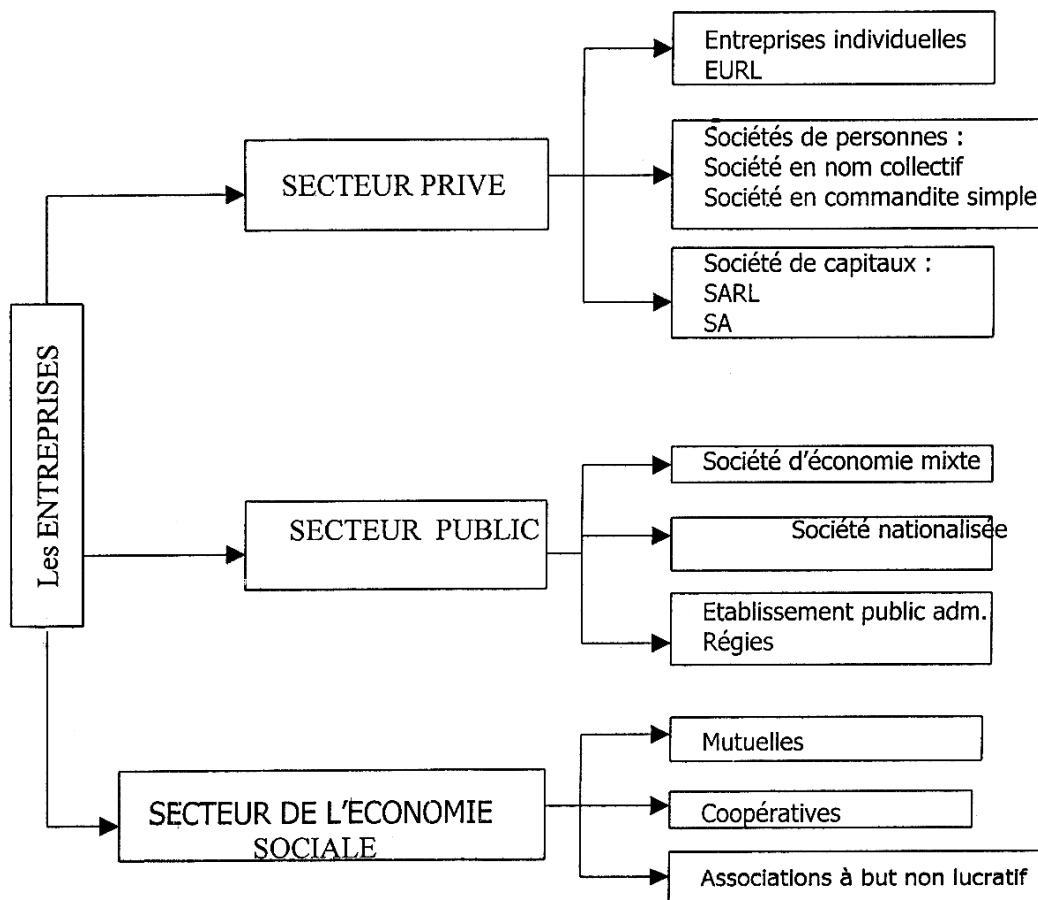 Les ENTREPRISES
SECTEUR PRIVE
Entreprises individuelles
EURL
Sociétés de personnes :
Société en nom collectif
Société en commandite simple
Société de capitaux :
SARL
SA
SECTEUR PUBLIC
Société d'économie mixte
Société nationalisée
Etablissement public adm.
Régies
SECTEUR DE L'ECONOMIE
SOCIALE
Mutuelles
Coopératives
Associations à but non lucratif